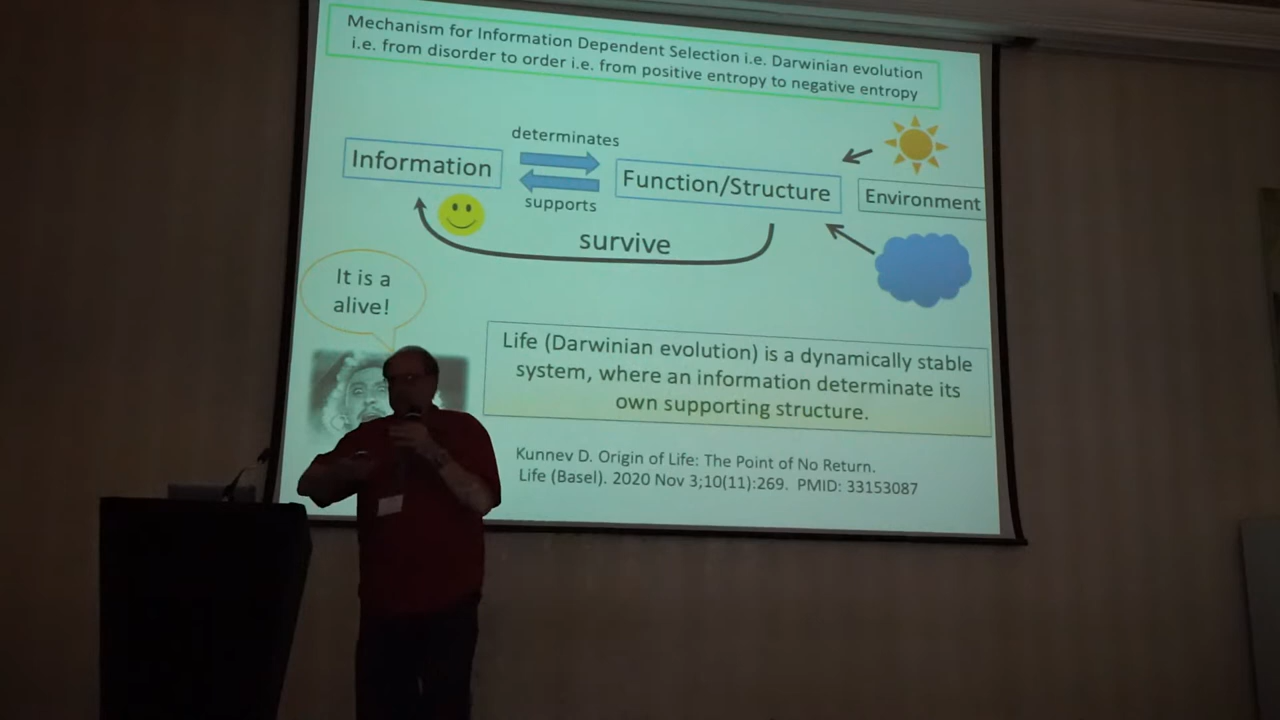 Mechanism for Information Dependent Selection i.e. Darwinian evolution
i.e. from disorder to order i.e. from positive entropy to negative entropy
determinates
Information
Function/Structure
Environment
supports
survive
It is a
alive!
Life (Darwinian evolution) is a dynamically stable
system, where an information determinate its
own supporting structure.
Kunnev D. Origin of Life: The Point of No Return.
Life (Basel). 2020 Nov 3;10(11):269. PMID: 33153087